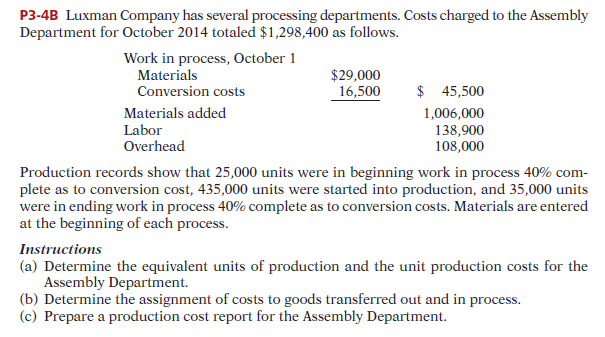 P3-4B Luxman Company has several processing departments. Costs charged to the Assembly
Department for October 2014 totaled $1,298,400 as follows.
Work in process, October 1
Materials $29,000
Conversion costs 16,500 $ 45,500
Materials added 1,006,000
Labor 138,900
Overhead 108,000
Production records show that 25,000 units were in beginning work in process 40% com-
plete as to conversion cost, 435,000 units were started into production, and 35,000 units
were in ending work in process 40% complete as to conversion costs. Materials are entered
at the beginning of each process.
Instructions
(a) Determine the equivalent units of production and the unit production costs for the
Assembly Department.
(b) Determine the assignment of costs to goods transferred out and in process.
(c) Prepare a production cost report for the Assembly Department.